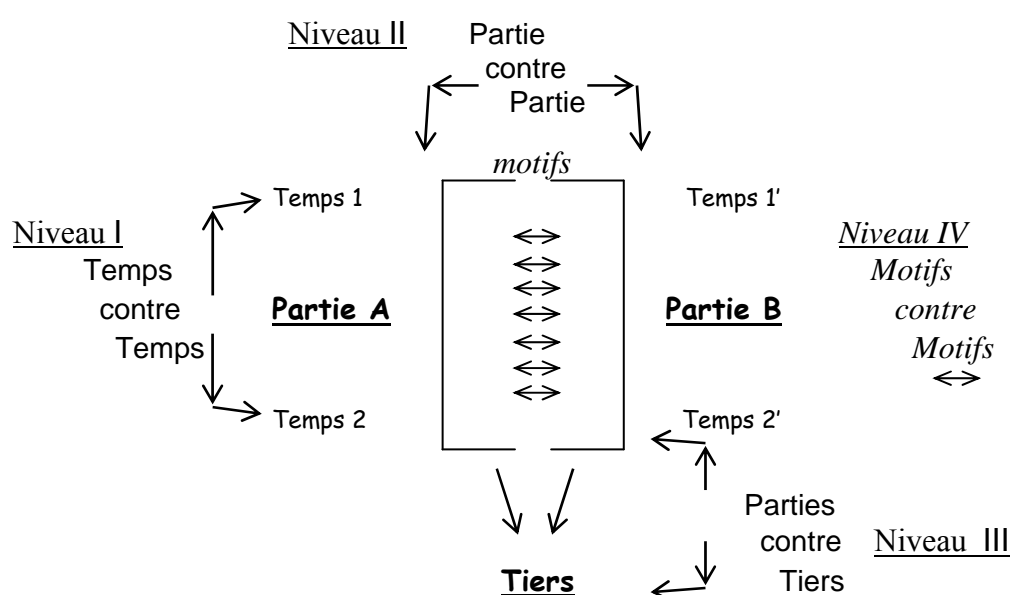 Niveau II
Partie
contre
Partie
motifs
Temps 1
Temps 1’
Niveau I
Temps
contre
Temps
Partie A
Partie B
Niveau IV
Motifs
contre
Motifs
Temps 2
Temps 2’
Parties
contre
Tiers
Niveau III
Tiers